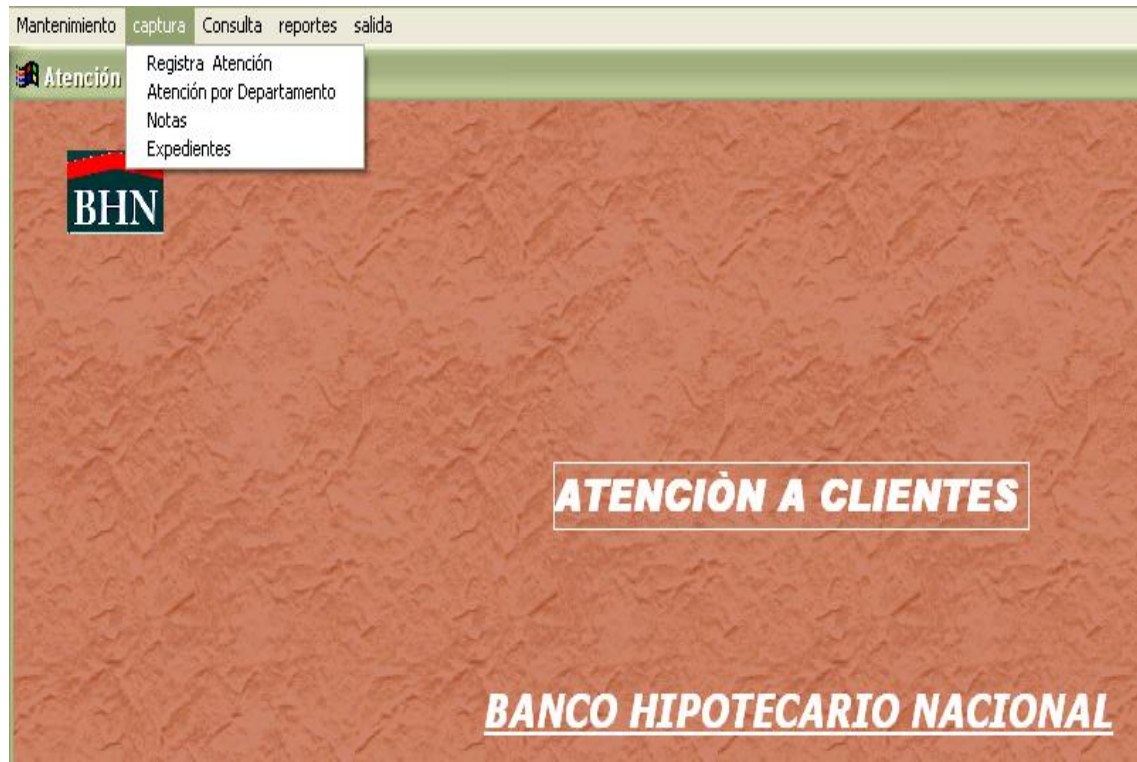 Mantenimiento captura Consulta reportes salida
Registra Atención
Atención
Atención por Departamento
Notas
Expedientes
BHN
ATENCIÒN A CLIENTES
BANCO HIPOTECARIO NACIONAL